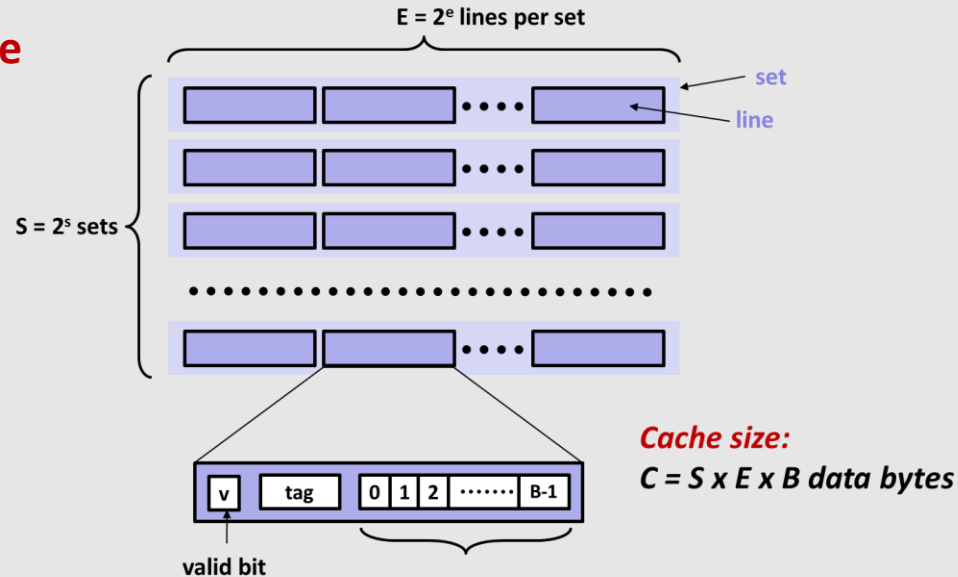 E = 2ᵉ lines per set
e
set
line
S = 2ˢ sets
Cache size:
C = S x E x B data bytes
v tag 0 1 2 ······· B-1
valid bit